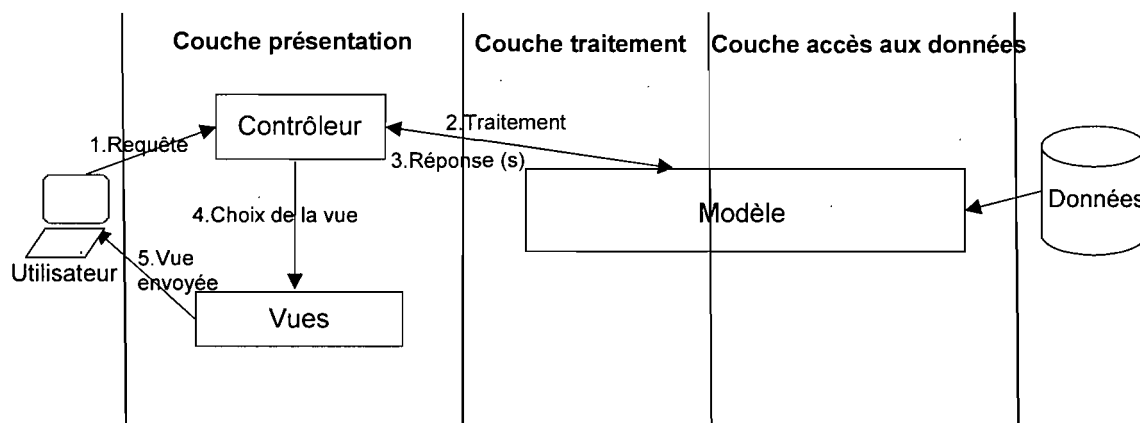 Couche présentation
Couche traitement
Couche accès aux données
Contrôleur
1.Requête
2.Traitement
3.Réponse (s)
Modèle
Données
4.Choix de la vue
Utilisateur
5.Vue
envoyée
Vues